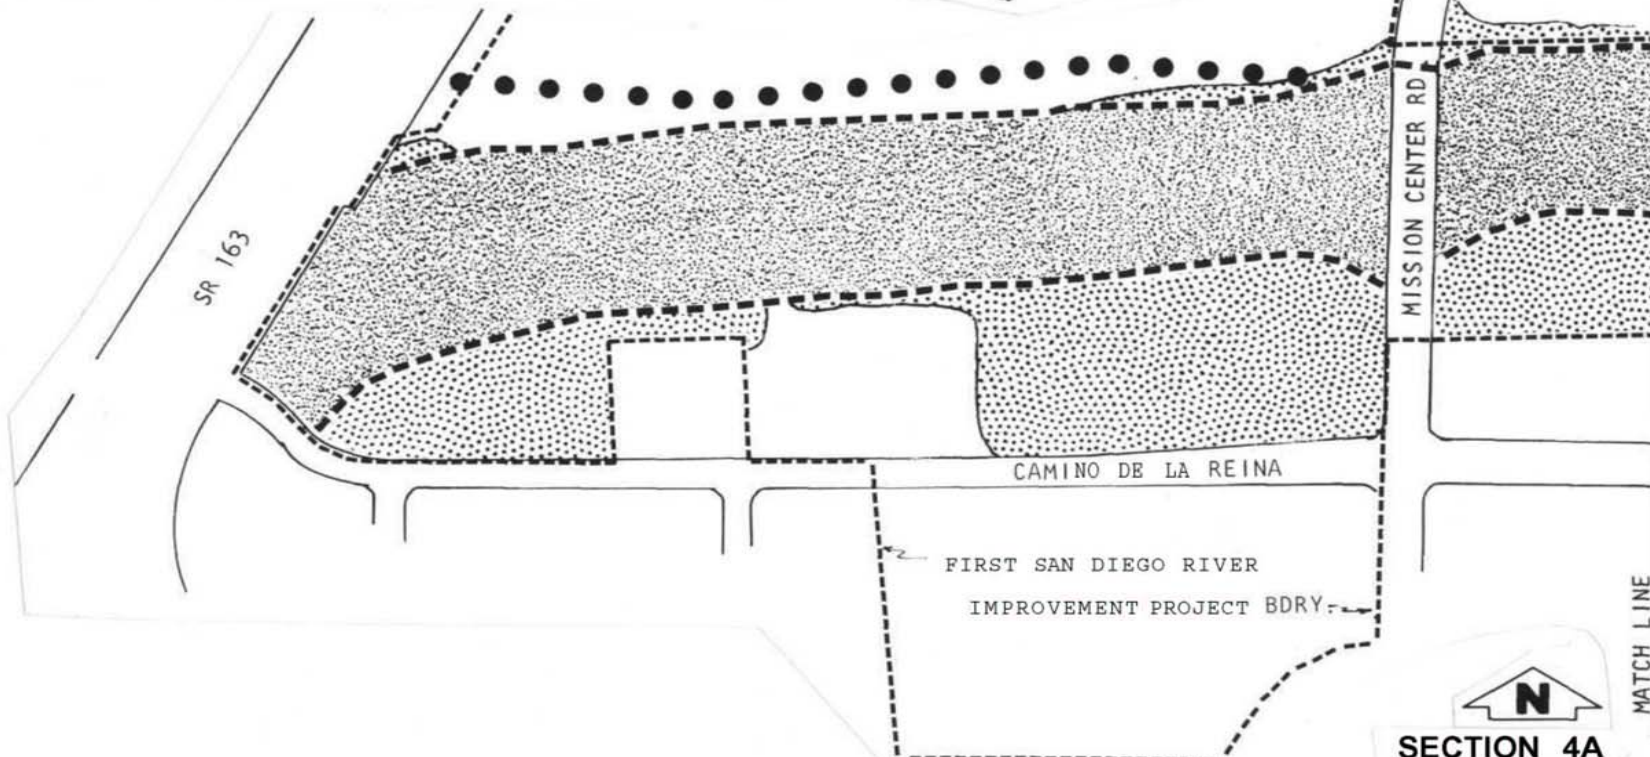 SR 163
MISSION CENTER RD
CAMINO DE LA REINA
FIRST SAN DIEGO RIVER
IMPROVEMENT PROJECT BDRY.
MATCH LINE
N
SECTION 4A